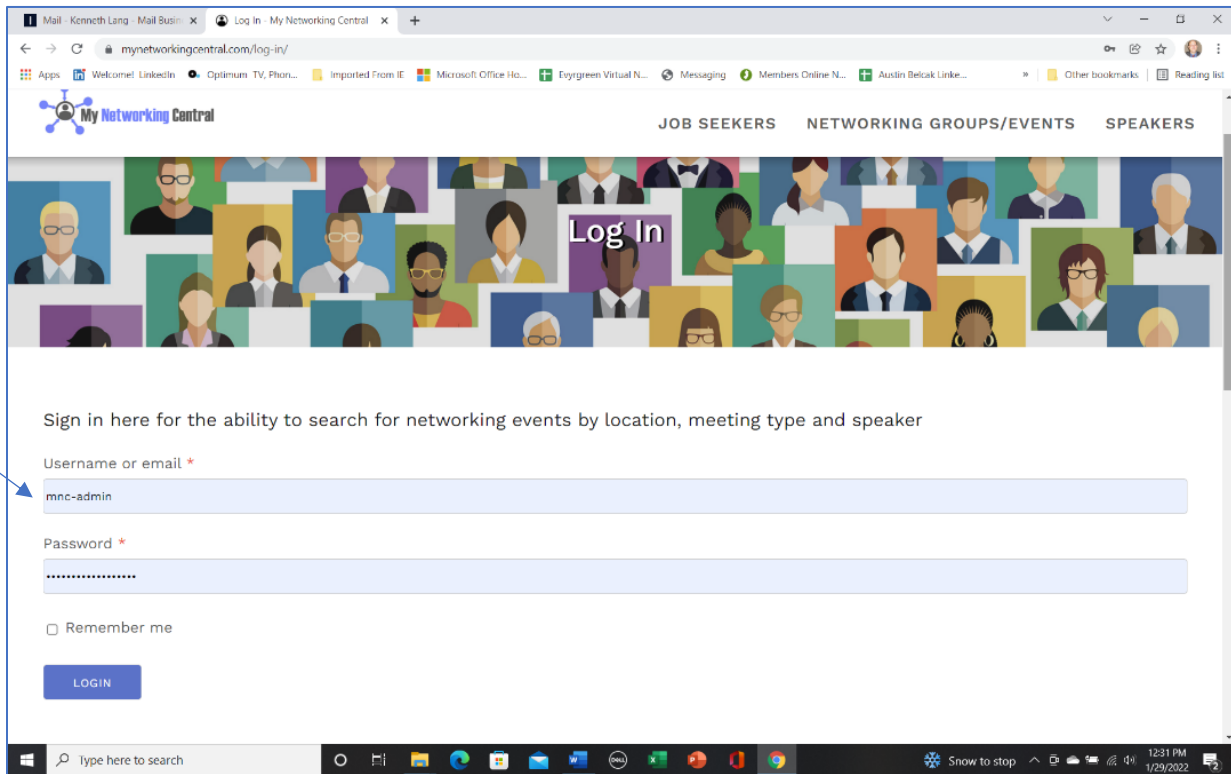 Mail - Kenneth Lang - Mail Busin
Log In - My Networking Central
mynetworkingcentral.com/log-in/
Apps Welcome! LinkedIn Optimum TV, Phon... Imported From IE Microsoft Office Ho... Evyrgreen Virtual N... Messaging Members Online N... Austin Belcak Linke... » Other bookmarks Reading list
My Networking Central
JOB SEEKERS NETWORKING GROUPS/EVENTS SPEAKERS
Log In
Sign in here for the ability to search for networking events by location, meeting type and speaker
Username or email *
mnc-admin
Password *
••••••••••••••••••
Remember me
LOGIN
Type here to search
DELL
Snow to stop
12:31 PM
1/29/2022
2